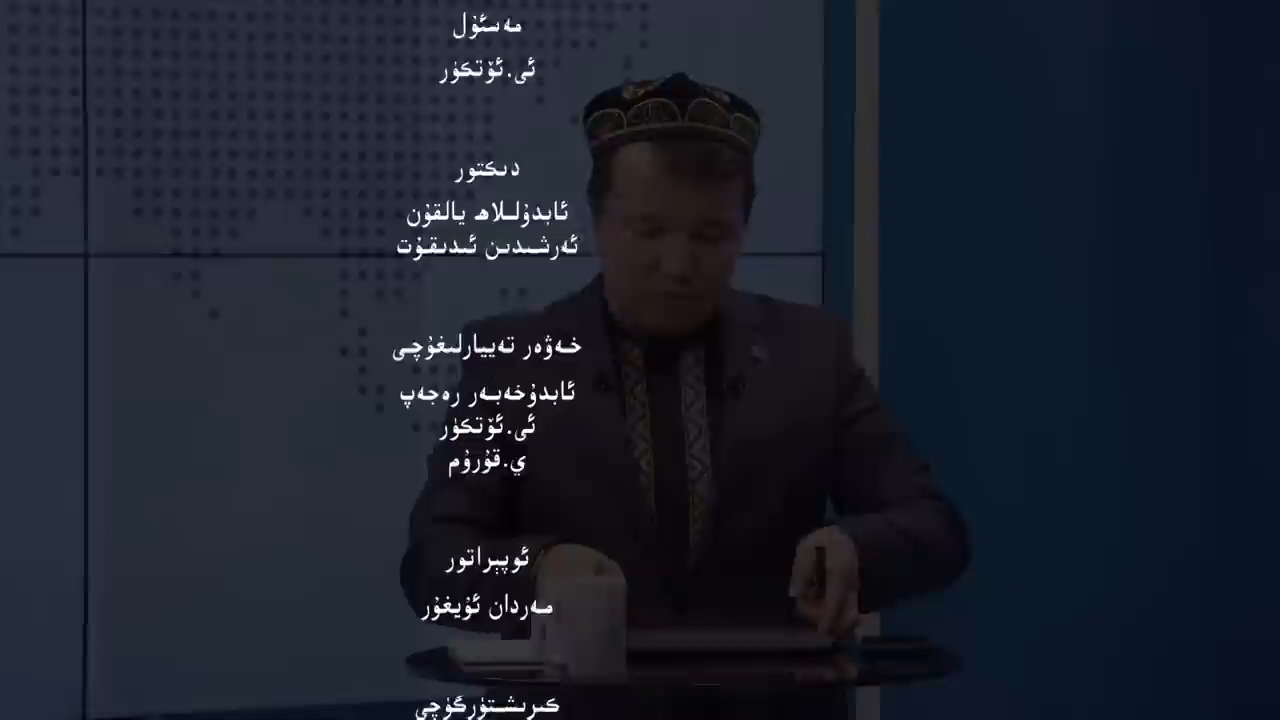 مەسئۇل
ئى.ئۆتكۈر
دىكتور
ئابدۇللاھ يالقۇن
ئەرشىدىن ئىدىقۇت
خەۋەر تەييارلىغۇچى
ئابدۇخەبەر رەجەپ
ئى.ئۆتكۈر
ي.قۇرۇم
ئوپېراتور
مەردان ئۇيغۇر
كىرىشتۈرگۈچى